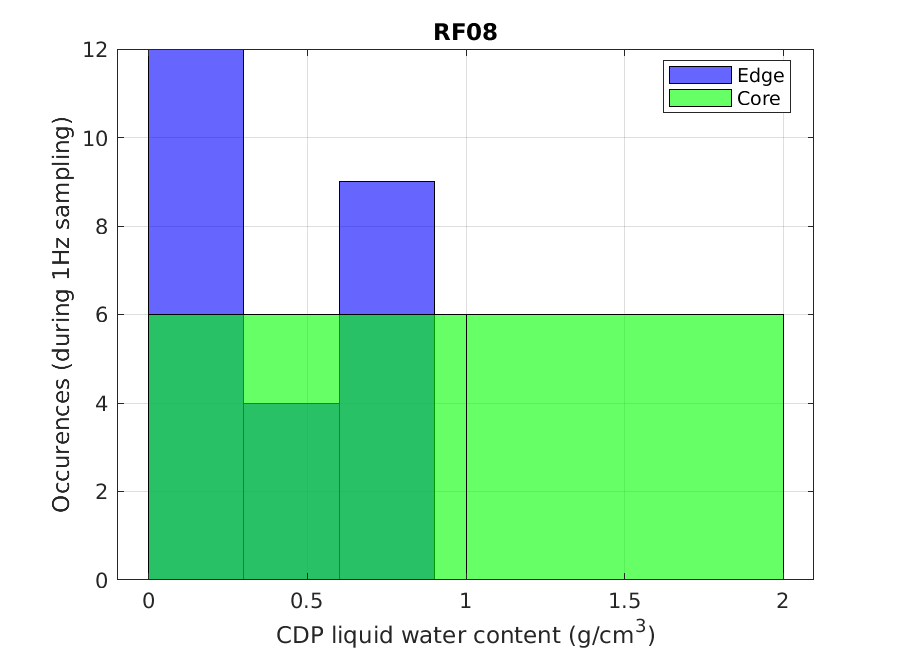 RF08
Edge
Core
12
10
8
6
4
2
0
Occurences (during 1Hz sampling)
0 0.5 1 1.5 2
CDP liquid water content (g/cm³)